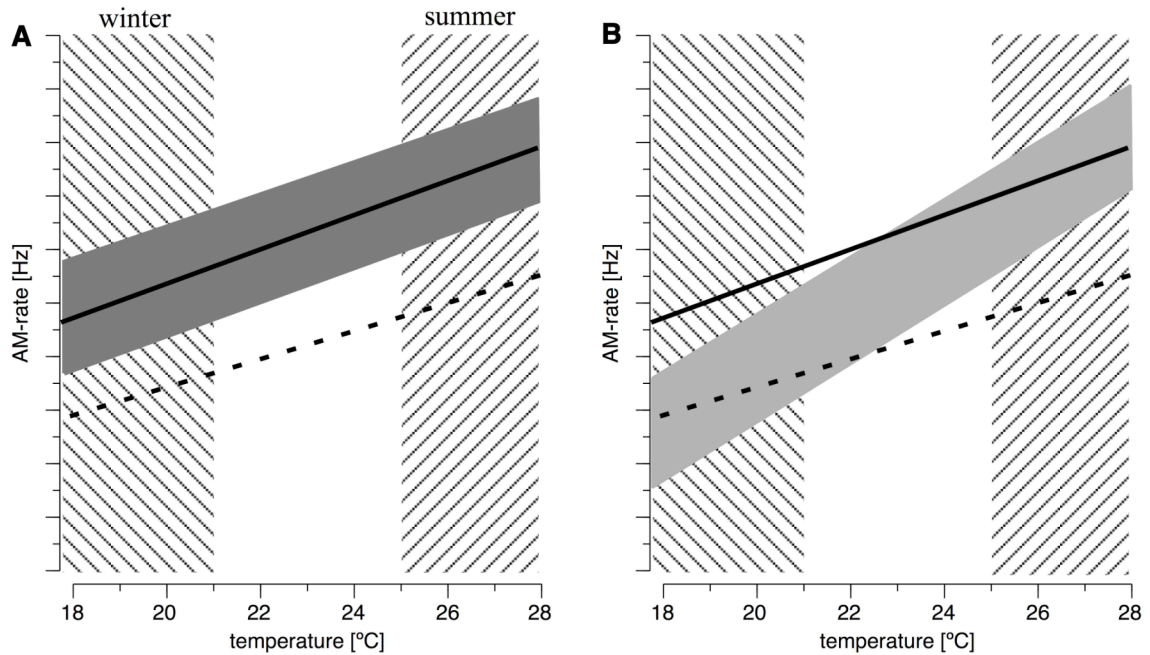 winter
summer
A
B
AM-rate [Hz]
AM-rate [Hz]
18 20 22 24 26 28
18 20 22 24 26 28
temperature [ºC]
temperature [ºC]